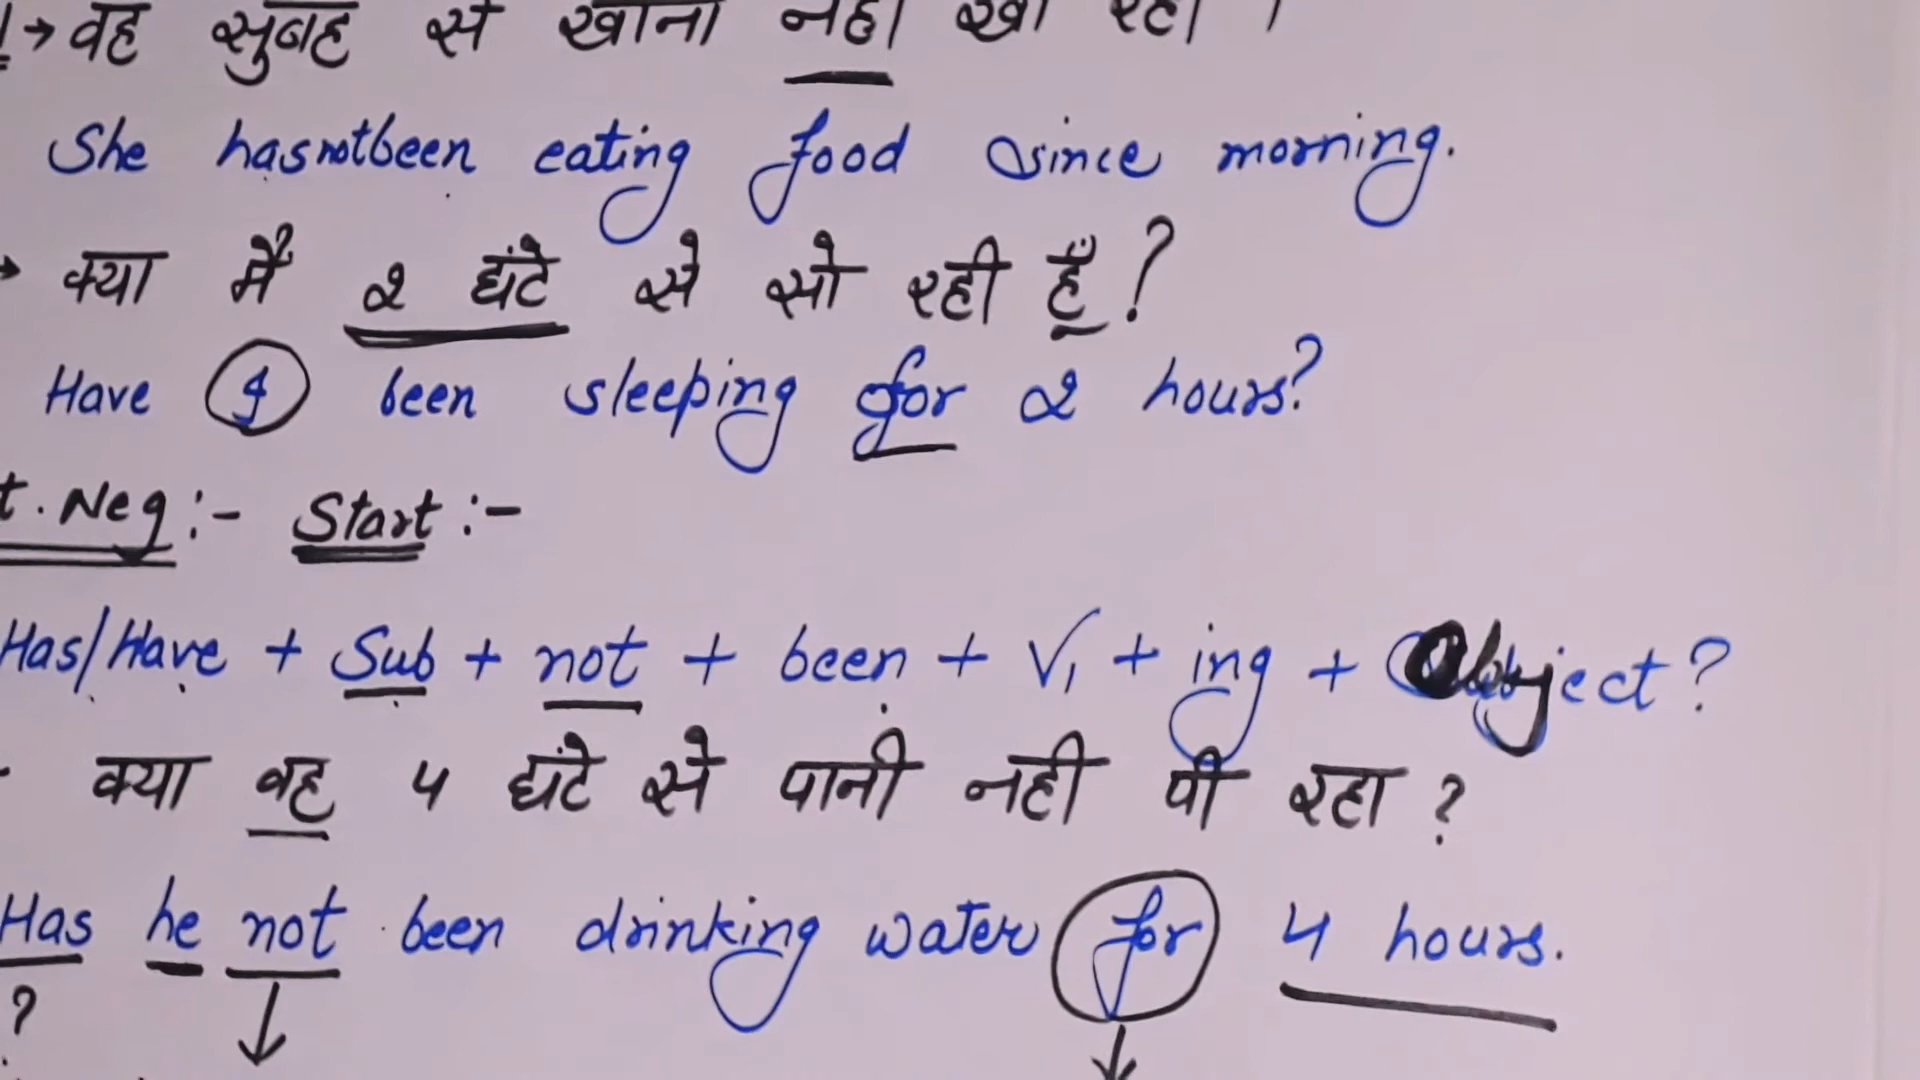 → वह सुबह से खाना नही खा रहा ।
She hasnotbeen eating food since morning.
→ क्या मैं 2 घंटे से सो रही हूँ ?
Have I been sleeping for 2 hours?
t. Neg :- Start :-
Has/Have + Sub + not + been + V1 + ing + Object ?
क्या वह 4 घंटे से पानी नही पी रहा ?
Has he not been drinking water for 4 hours.
?